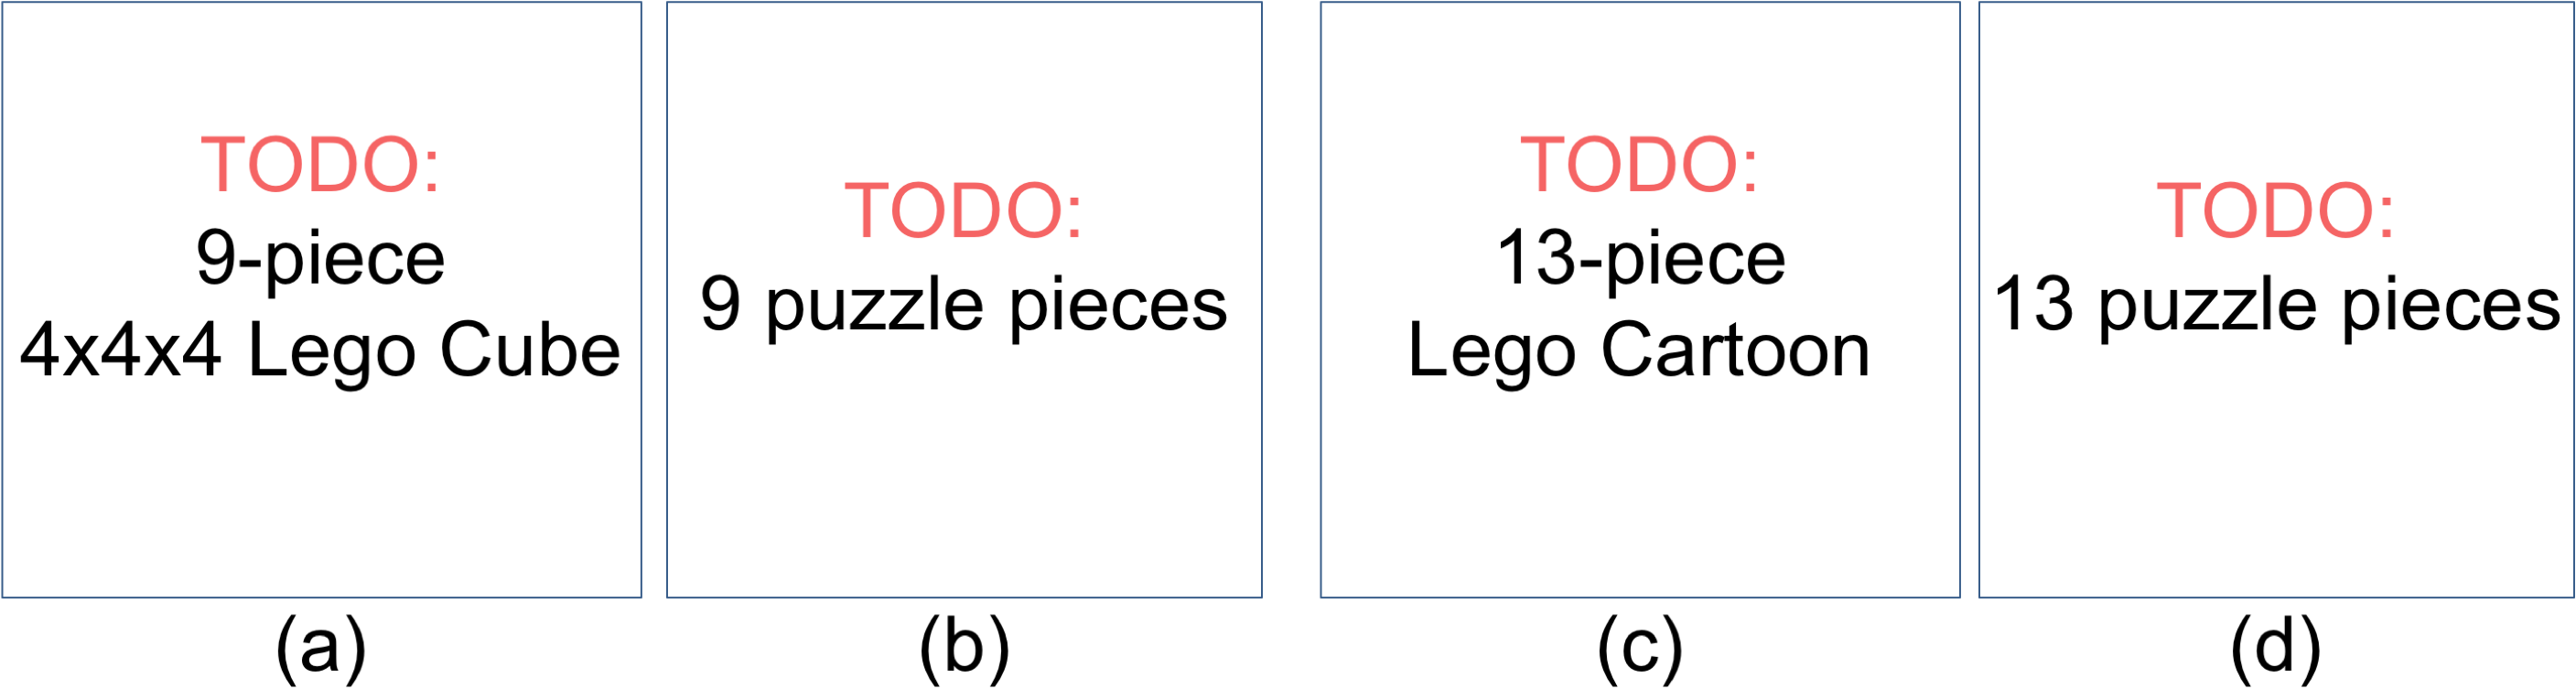 TODO:
9-piece
4x4x4 Lego Cube
(a)
TODO:
9 puzzle pieces
(b)
TODO:
13-piece
Lego Cartoon
(c)
TODO:
13 puzzle pieces
(d)